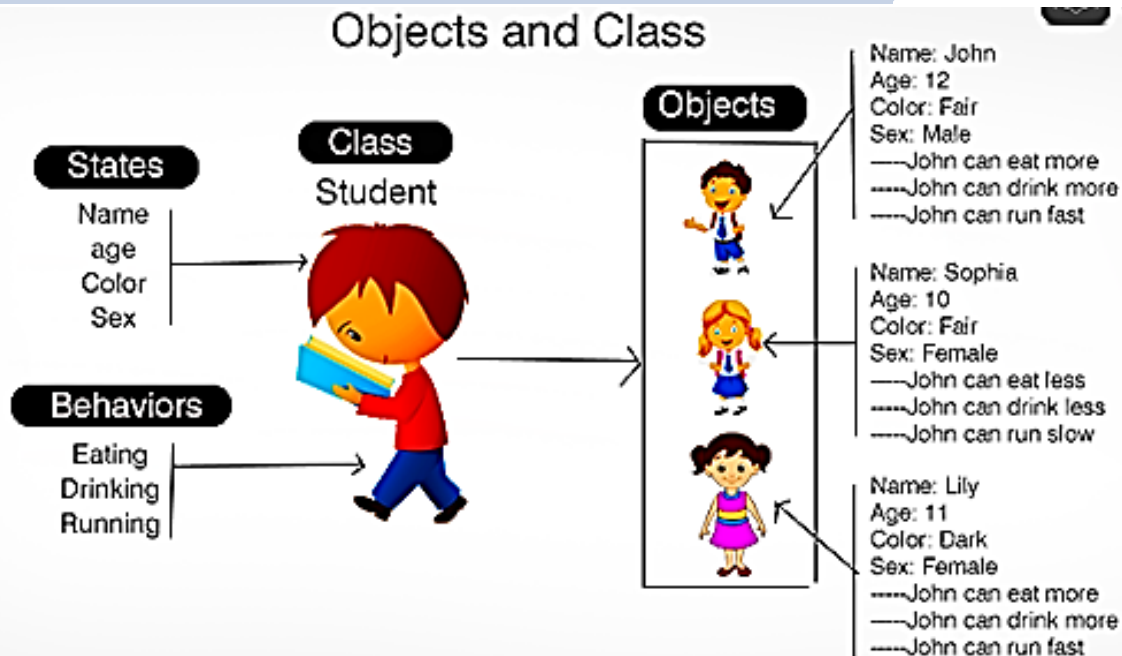 Objects and Class
States
Name
age
Color
Sex
Behaviors
Eating
Drinking
Running
Class
Student
Objects
Name: John
Age: 12
Color: Fair
Sex: Male
----John can eat more
-----John can drink more
-----John can run fast
Name: Sophia
Age: 10
Color: Fair
Sex: Female
----John can eat less
-----John can drink less
-----John can run slow
Name: Lily
Age: 11
Color: Dark
Sex: Female
-----John can eat more
----John can drink more
-----John can run fast